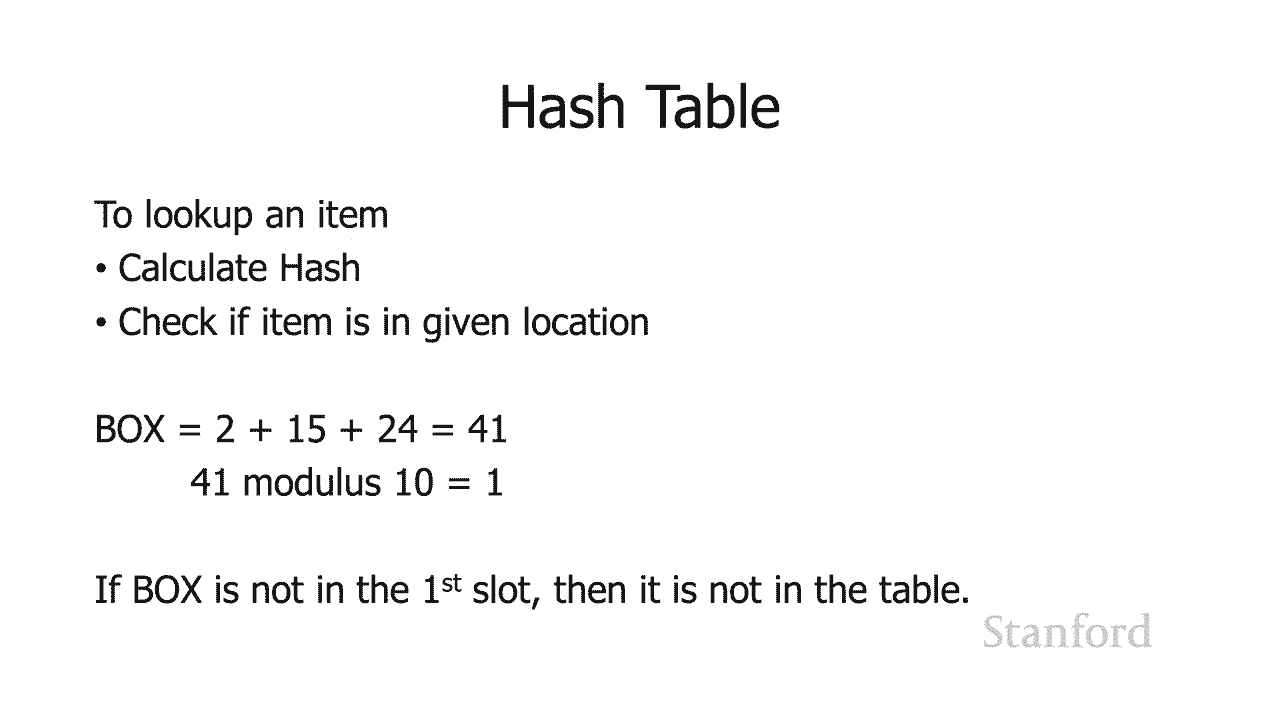 Hash Table
To lookup an item
• Calculate Hash
• Check if item is in given location
BOX = 2 + 15 + 24 = 41
41 modulus 10 = 1
If BOX is not in the 1st slot, then it is not in the table.
Stanford